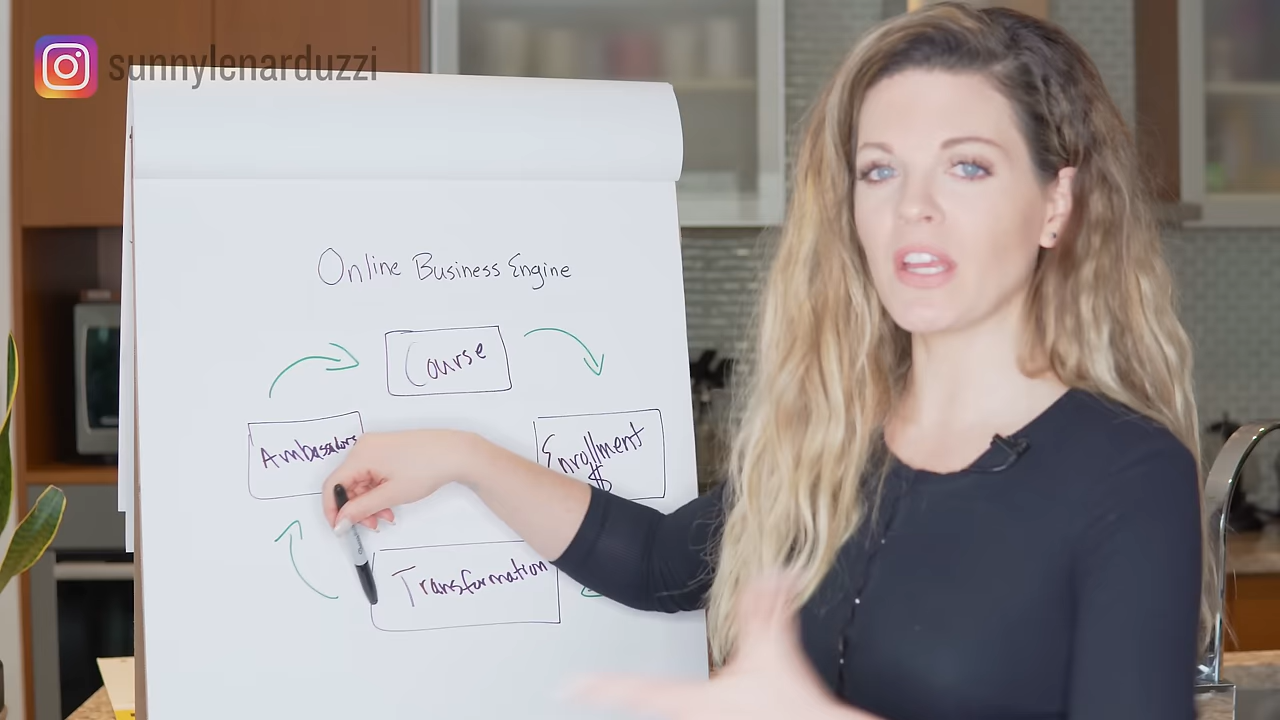 sunnylenarduzzi
Online Business Engine
Course
Ambassadors
Enrollment
$
Transformation